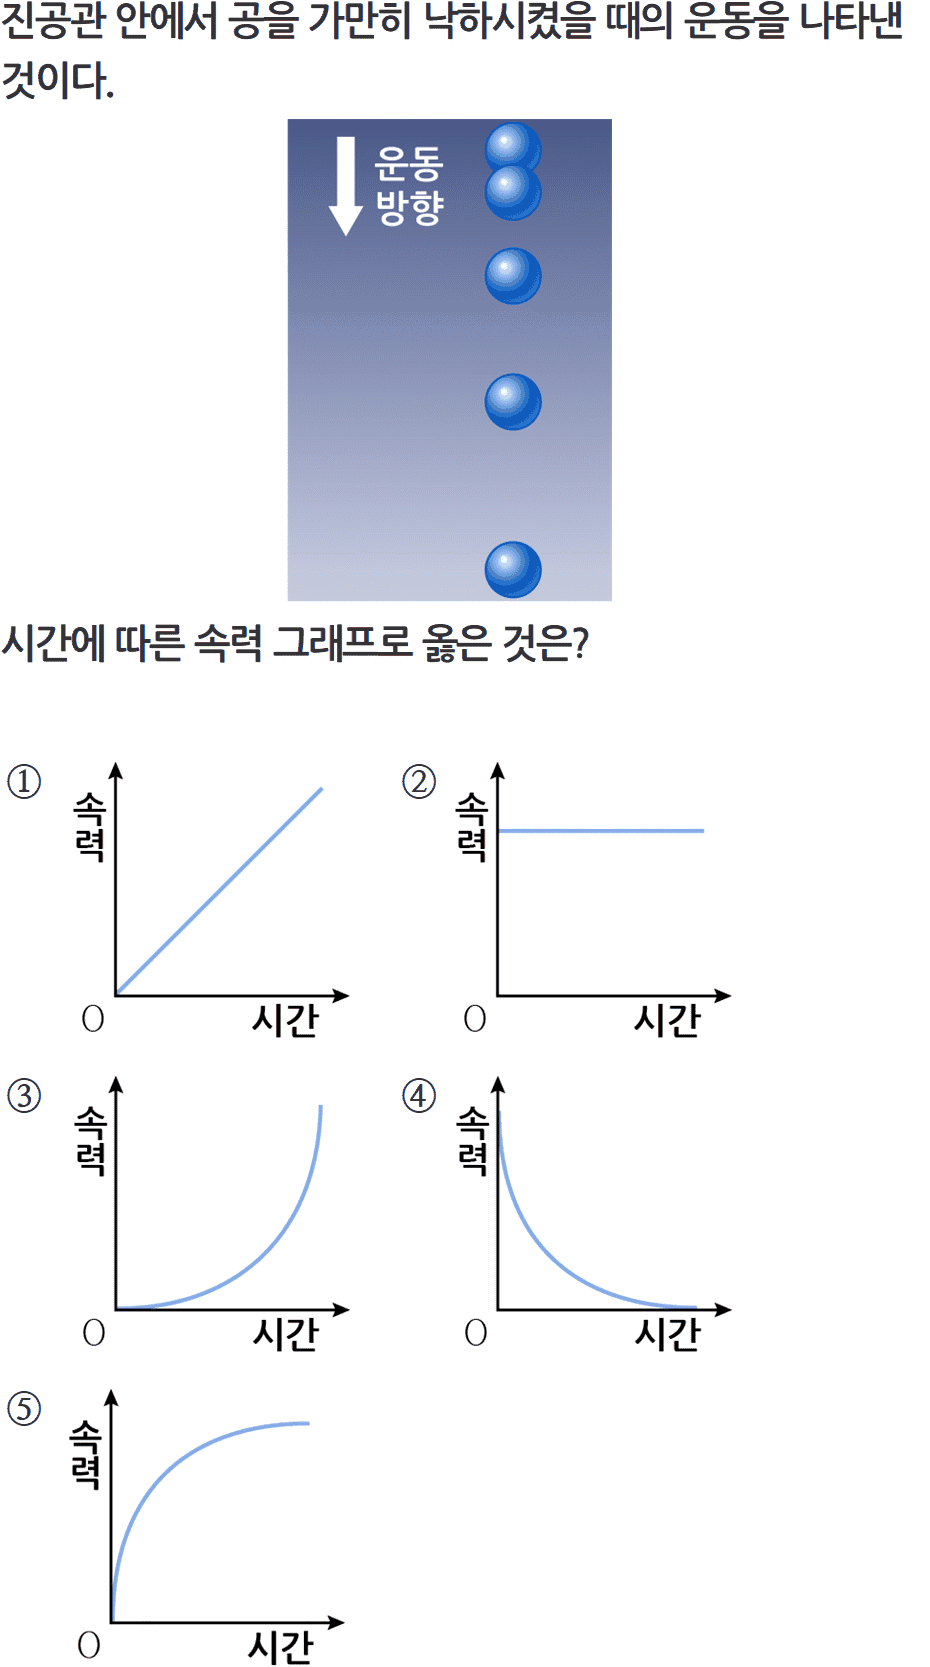 진공관 안에서 공을 가만히 낙하시켰을 때의 운동을 나타낸
것이다.
운동
방향
시간에 따른 속력 그래프로 옳은 것은?
① 속력 O 시간
② 속력 O 시간
③ 속력 O 시간
④ 속력 O 시간
⑤ 속력 O 시간